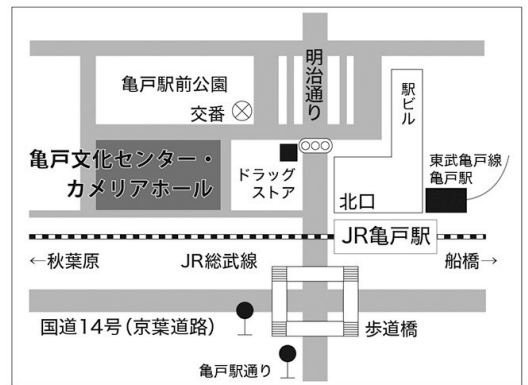 明治通り
駅ビル
亀戸駅前公園
交番
亀戸文化センター・
カメリアホール
ドラッグ
ストア
東武亀戸線
亀戸駅
北口
JR亀戸駅
←秋葉原
JR総武線
船橋→
国道14号(京葉道路)
歩道橋
亀戸駅通り